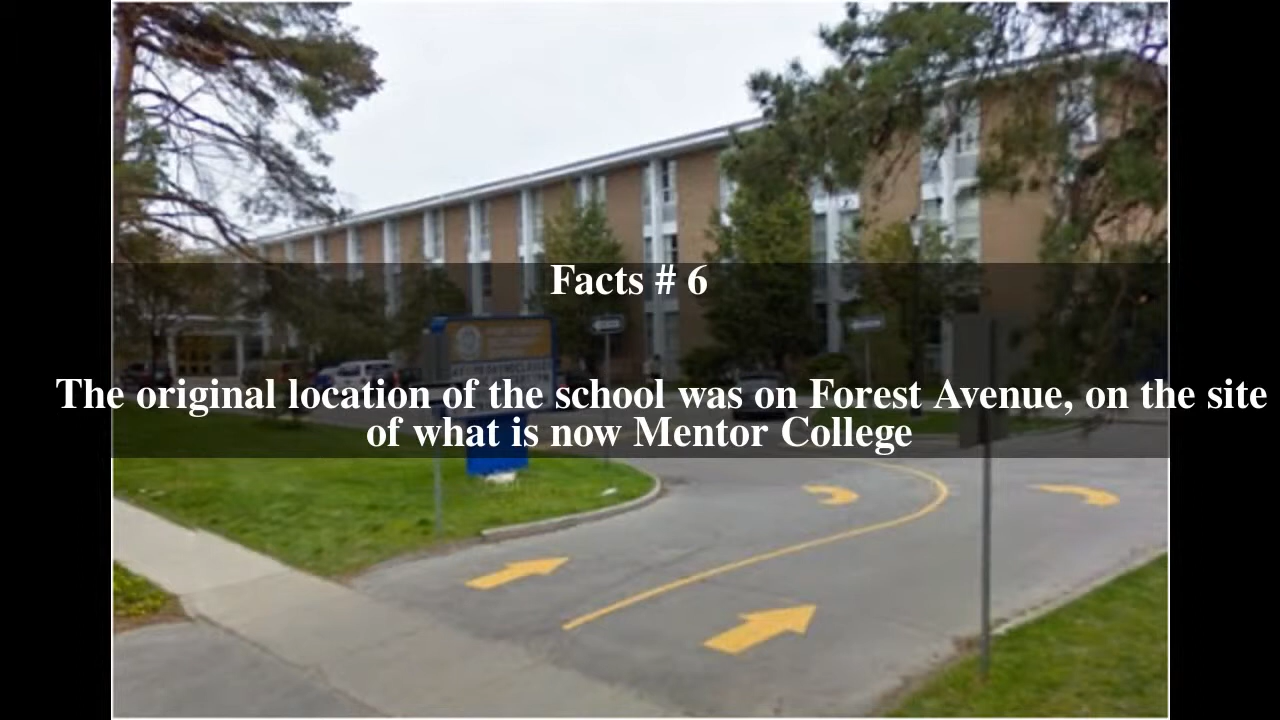 Facts # 6
The original location of the school was on Forest Avenue, on the site
of what is now Mentor College